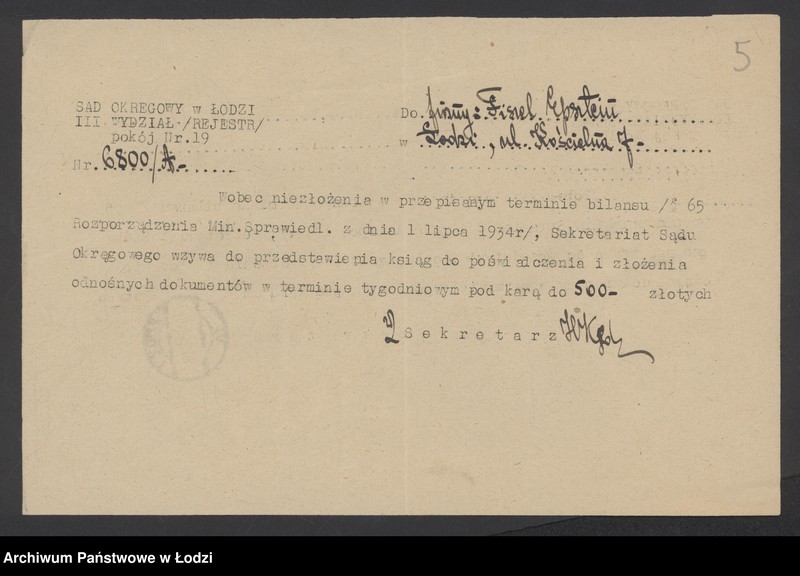 5
SĄD OKRĘGOWY w ŁODZI
III WYDZIAŁ /REJESTR/
pokój Nr.19
Nr. 6800/A-
Do firmy: Fiszel Epstein
w Łodzi, ul. Kościelna 7-
Wobec niezłożenia w przepisanym terminie bilansu /§ 65
Rozporządzenia Min.Sprawiedl. z dnia 1 lipca 1934r/, Sekretariat Sądu
Okręgowego wzywa do przedstawienia ksiąg do poświadczenia i złożenia
odnośnych dokumentów w terminie tygodniowym pod karą do 500- złotych
Sekretarz
Archiwum Państwowe w Łodzi